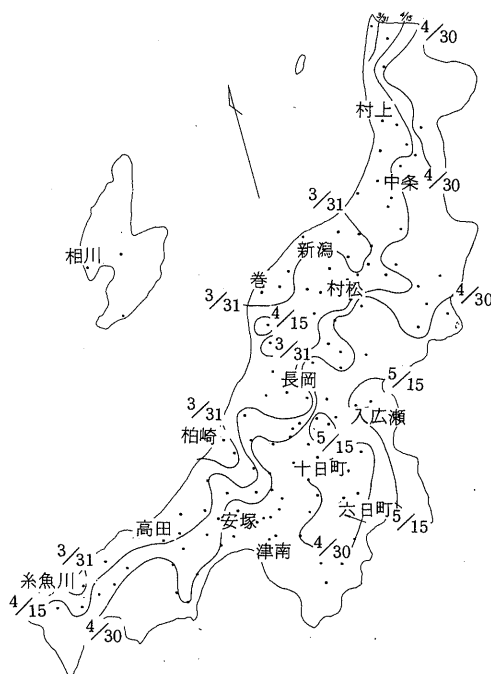 3/31
4/15
4/30
村上
中条
4/30
3/31
新潟
相川
巻
村松
3/31
4/15
4/30
3/31
長岡
5/15
3/31
入広瀬
柏崎
5/15
十日町
六日町
5/15
安塚
高田
津南
4/30
3/31
糸魚川
4/15
4/30